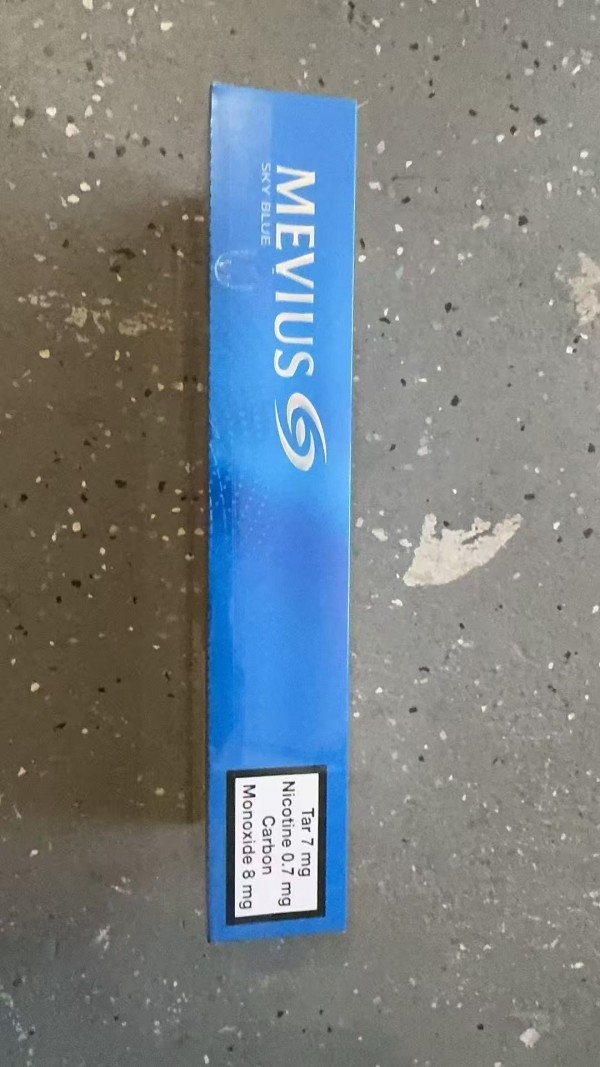 MEVIUS
SKY BLUE
Tar 7 mg
Nicotine 0.7 mg
Carbon
Monoxide 8 mg